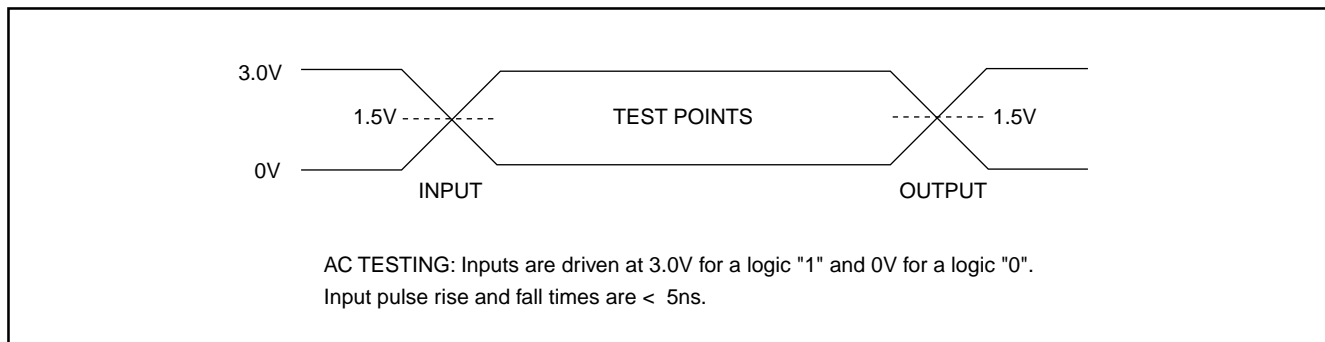 3.0V
1.5V TEST POINTS 1.5V
0V
INPUT OUTPUT
AC TESTING: Inputs are driven at 3.0V for a logic "1" and 0V for a logic "0".
Input pulse rise and fall times are < 5ns.